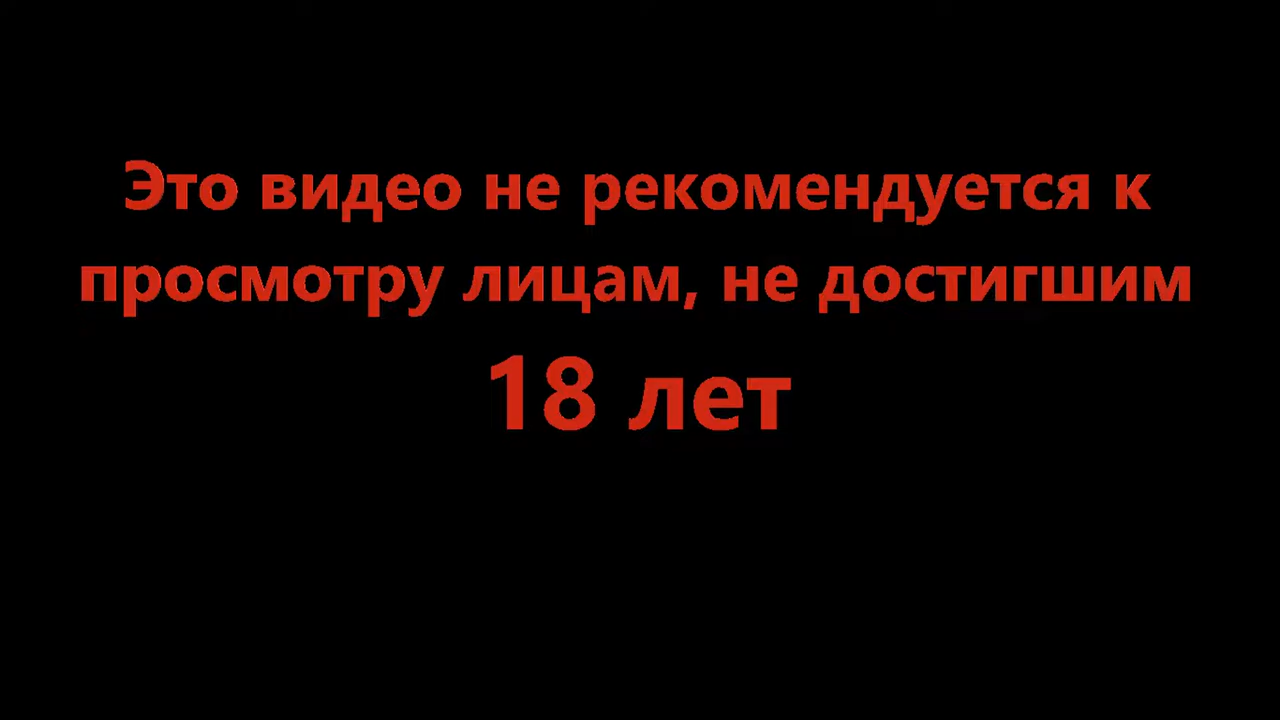 Это видео не рекомендуется к
просмотру лицам, не достигшим
18 лет